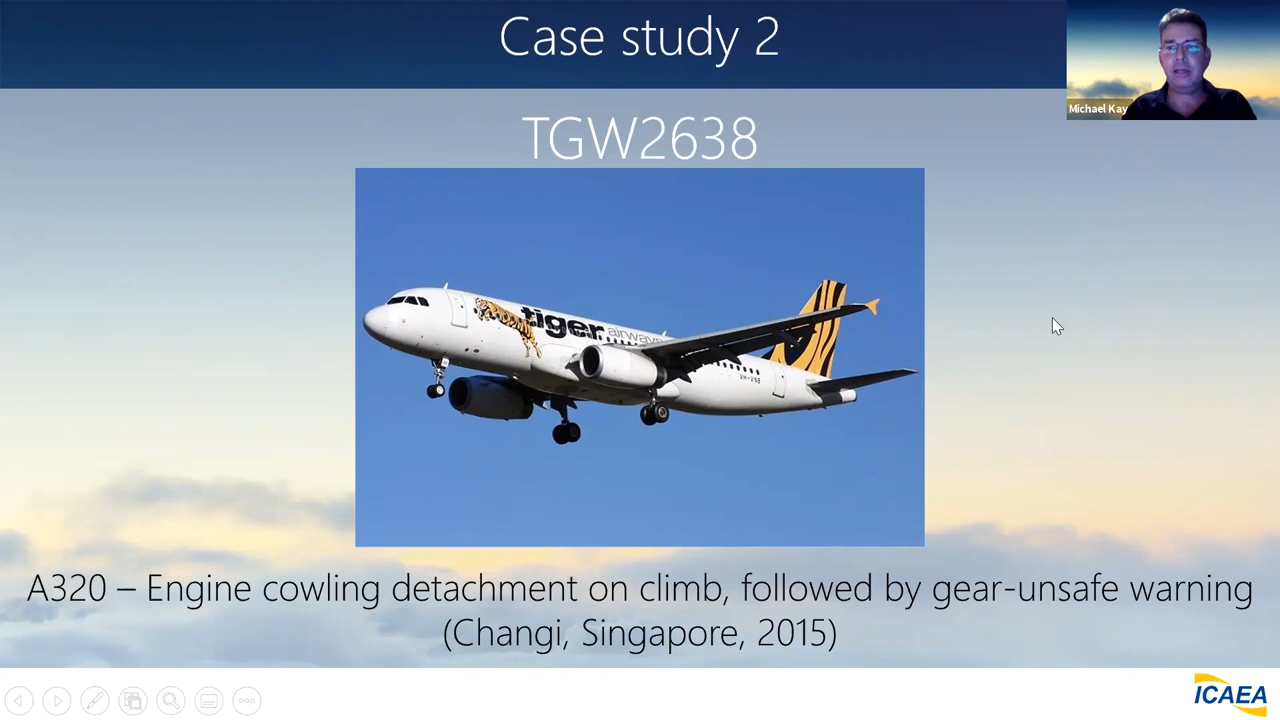 Case study 2
Michael Kay
TGW2638
tiger airways
A320 – Engine cowling detachment on climb, followed by gear-unsafe warning
(Changi, Singapore, 2015)
ICAEA